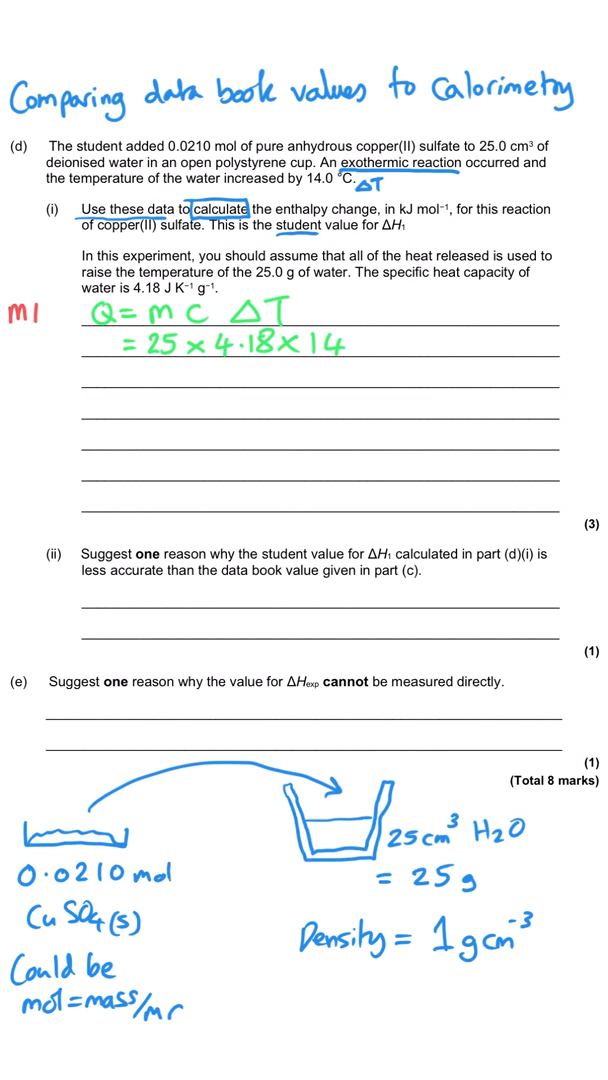 Comparing data book values to Calorimetry
(d) The student added 0.0210 mol of pure anhydrous copper(II) sulfate to 25.0 cm³ of
deionised water in an open polystyrene cup. An exothermic reaction occurred and
the temperature of the water increased by 14.0 °C. ΔT
(i) Use these data to calculate the enthalpy change, in kJ mol⁻¹, for this reaction
of copper(II) sulfate. This is the student value for ΔH₁
In this experiment, you should assume that all of the heat released is used to
raise the temperature of the 25.0 g of water. The specific heat capacity of
water is 4.18 J K⁻¹ g⁻¹.
M1 Q = m c ΔT
= 25 × 4.18 × 14
(3)
(ii) Suggest one reason why the student value for ΔH₁ calculated in part (d)(i) is
less accurate than the data book value given in part (c).
(1)
(e) Suggest one reason why the value for ΔHexp cannot be measured directly.
(1)
(Total 8 marks)
0.0210 mol
CuSO₄(s)
Could be
mol=mass/Mr
25cm³ H₂O
= 25g
Density = 1gcm⁻³